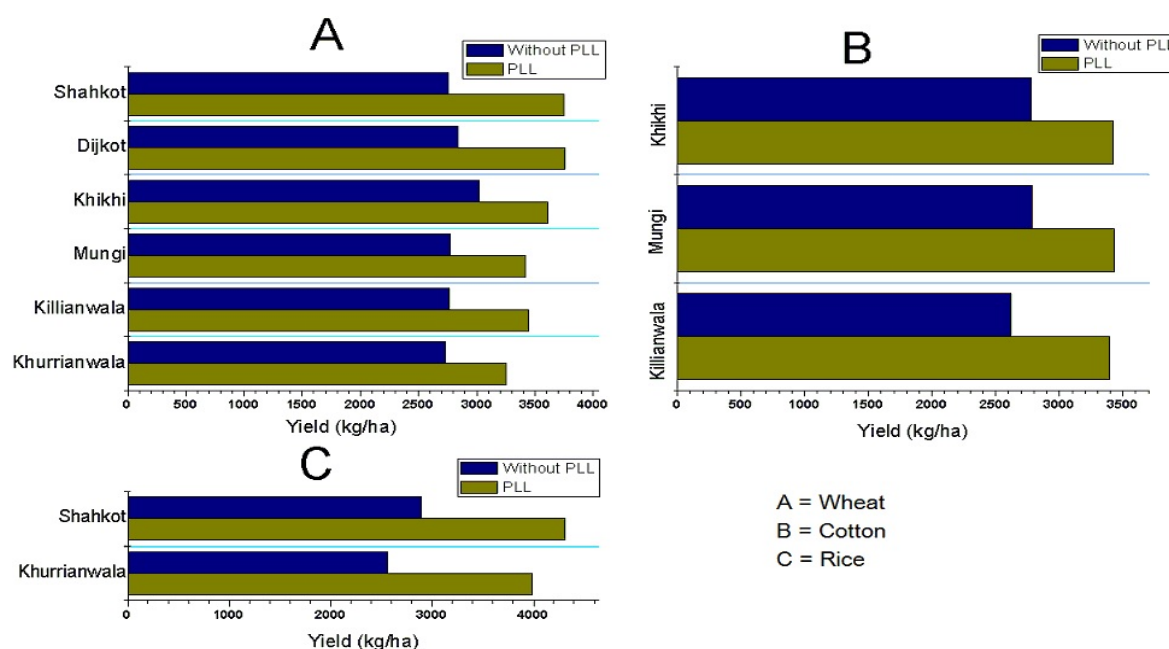 A
Without PLL
PLL
Shahkot
Dijkot
Khikhi
Mungi
Killianwala
Khurrianwala
0 500 1000 1500 2000 2500 3000 3500 4000
Yield (kg/ha)
B
Without PLL
PLL
Khikhi
Mungi
Killianwala
0 500 1000 1500 2000 2500 3000 3500
Yield (kg/ha)
C
Without PLL
PLL
Shahkot
Khurrianwala
0 1000 2000 3000 4000
Yield (kg/ha)
A = Wheat
B = Cotton
C = Rice